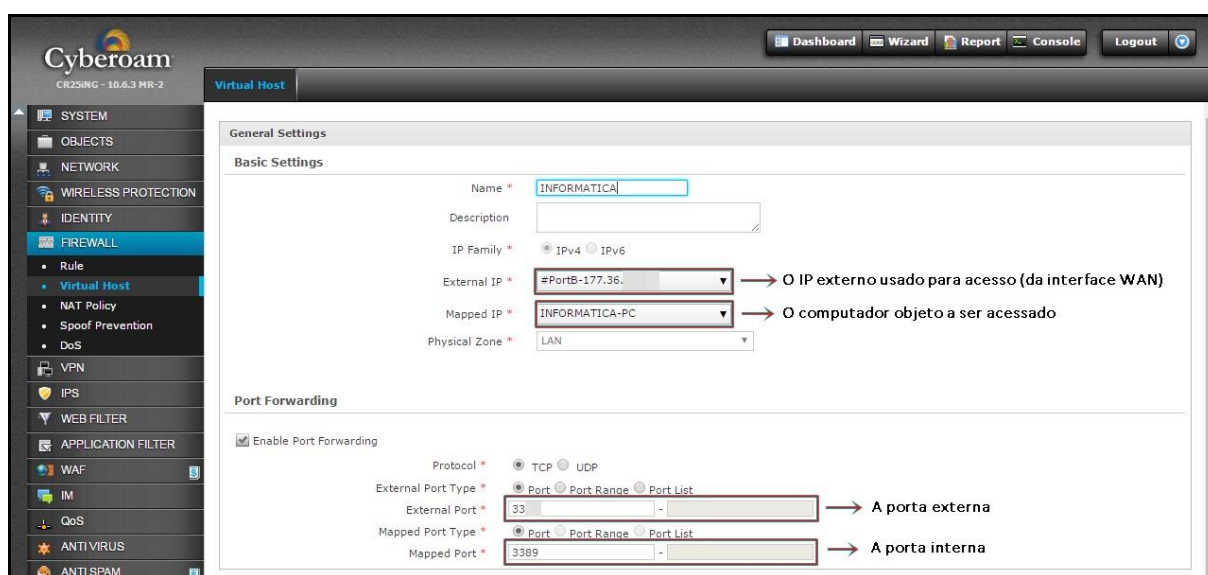 Cyberoam
CR25iNG - 10.6.3 MR-2
Dashboard Wizard Report Console Logout
Virtual Host
SYSTEM
OBJECTS
NETWORK
WIRELESS PROTECTION
IDENTITY
FIREWALL
Rule
Virtual Host
NAT Policy
Spoof Prevention
DoS
VPN
IPS
WEB FILTER
APPLICATION FILTER
WAF S
IM
QoS
ANTI VIRUS
ANTI SPAM
General Settings
Basic Settings
Name * INFORMATICA
Description
IP Family * IPv4 IPv6
External IP * #PortB-177.36. O IP externo usado para acesso (da interface WAN)
Mapped IP * INFORMATICA-PC O computador objeto a ser acessado
Physical Zone * LAN
Port Forwarding
Enable Port Forwarding
Protocol * TCP UDP
External Port Type * Port Port Range Port List
External Port * 33 - A porta externa
Mapped Port Type * Port Port Range Port List
Mapped Port * 3389 - A porta interna